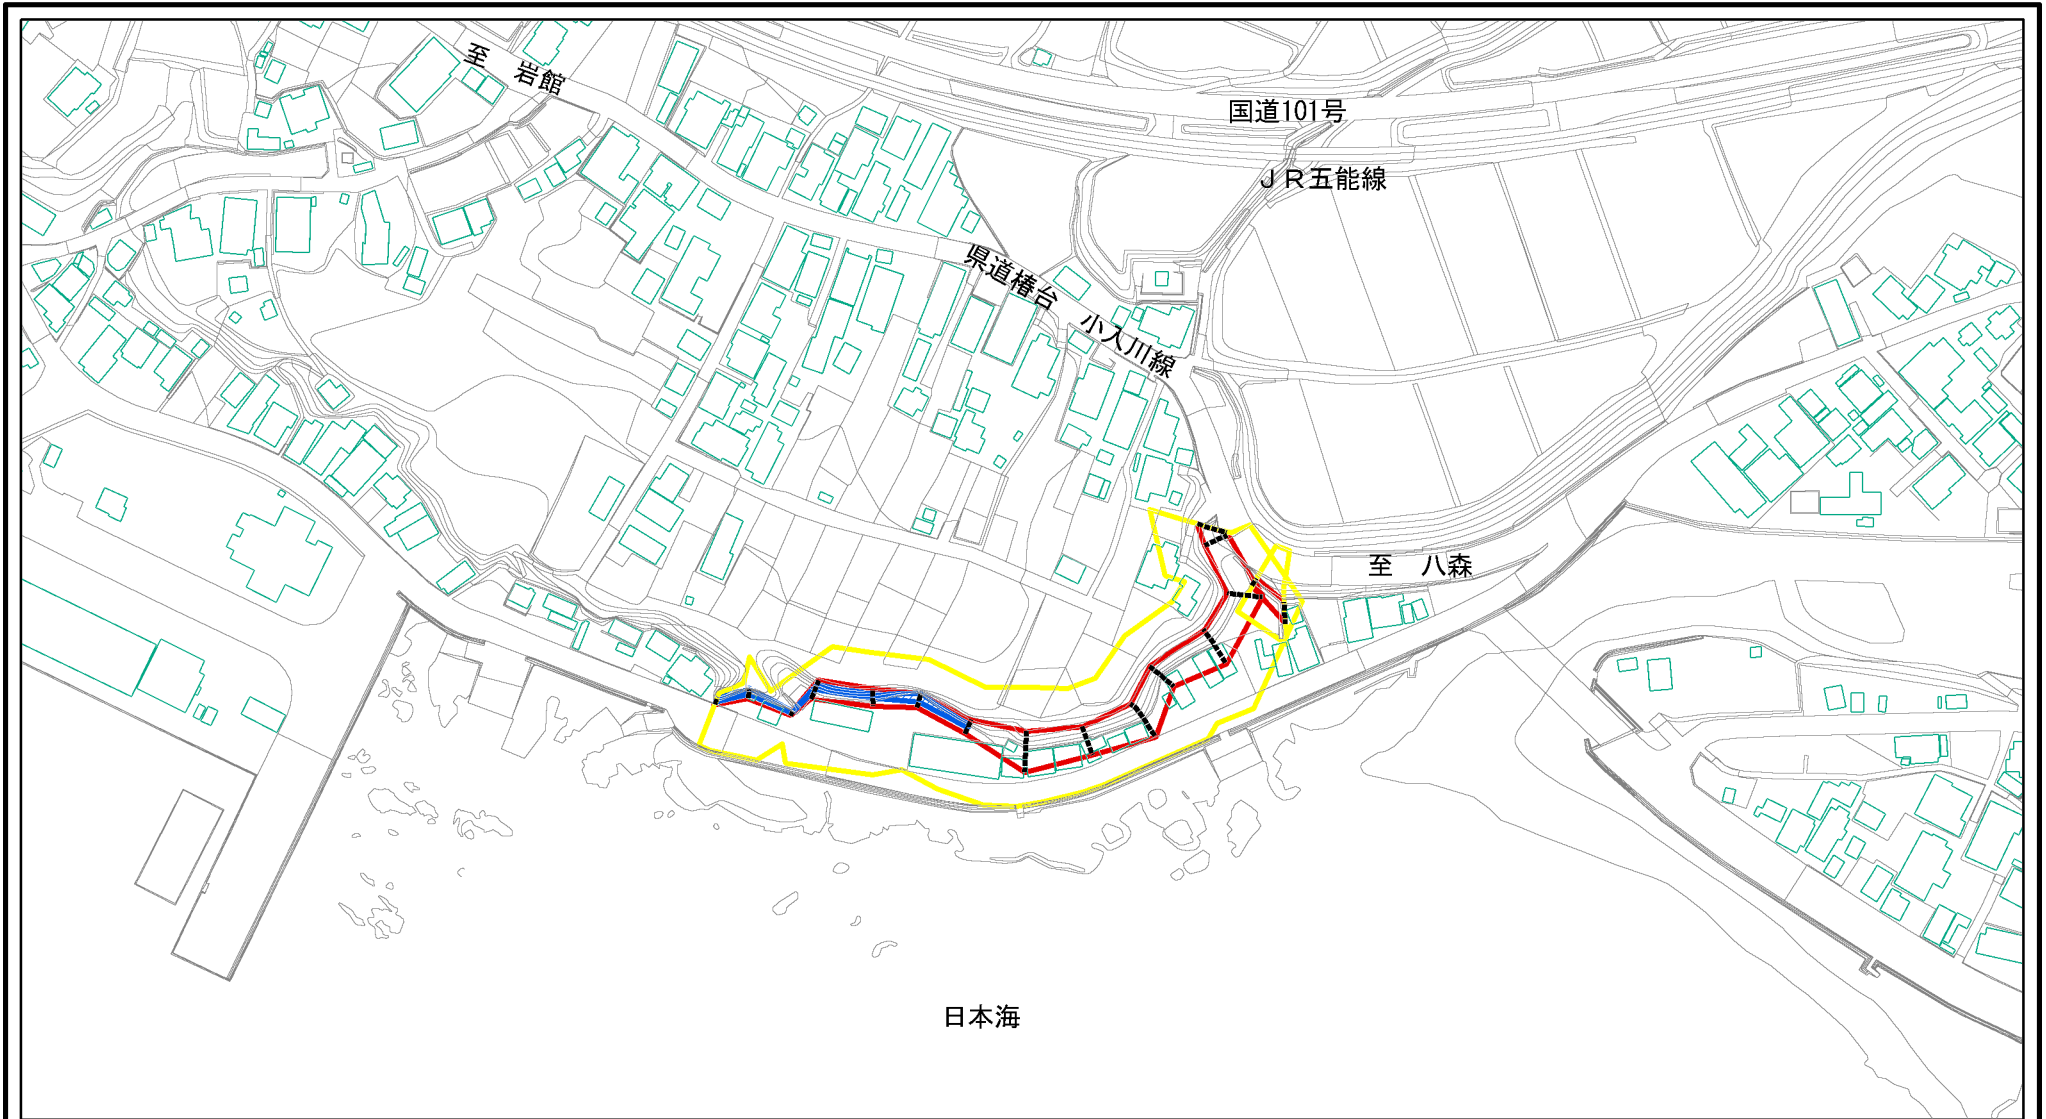 至 岩館
国道101号
JR五能線
県道椿台 小入川線
至 八森
日本海